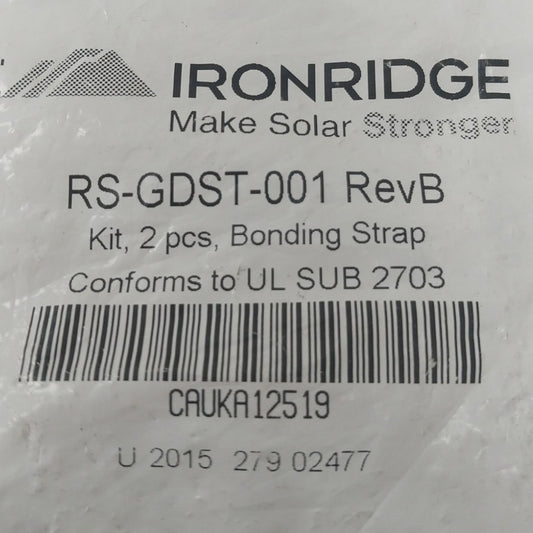 IRONRIDGE
Make Solar Stronger
RS-GDST-001 RevB
Kit, 2 pcs, Bonding Strap
Conforms to UL SUB 2703
CAUKA12519
U 2015 279 02477